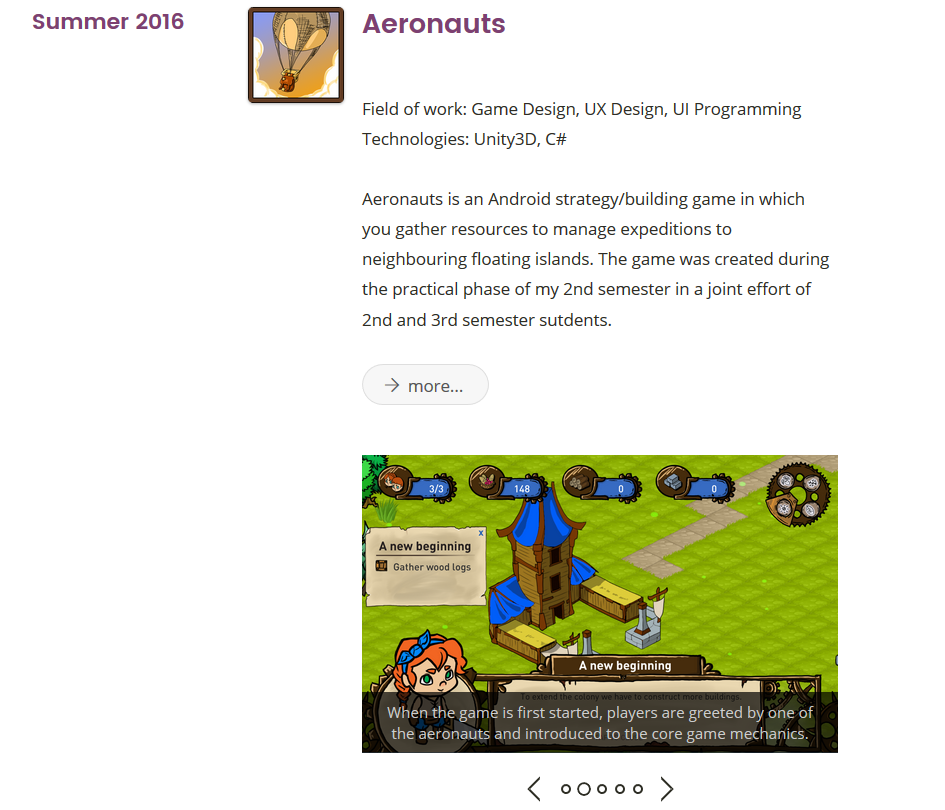 Summer 2016
Aeronauts
Field of work: Game Design, UX Design, UI Programming
Technologies: Unity3D, C#
Aeronauts is an Android strategy/building game in which
you gather resources to manage expeditions to
neighbouring floating islands. The game was created during
the practical phase of my 2nd semester in a joint effort of
2nd and 3rd semester sutdents.
→ more...
3/3
148
0
0
x
A new beginning
Gather wood logs
A new beginning
To extend the colony we have to construct more buildings.
When the game is first started, players are greeted by one of
the aeronauts and introduced to the core game mechanics.